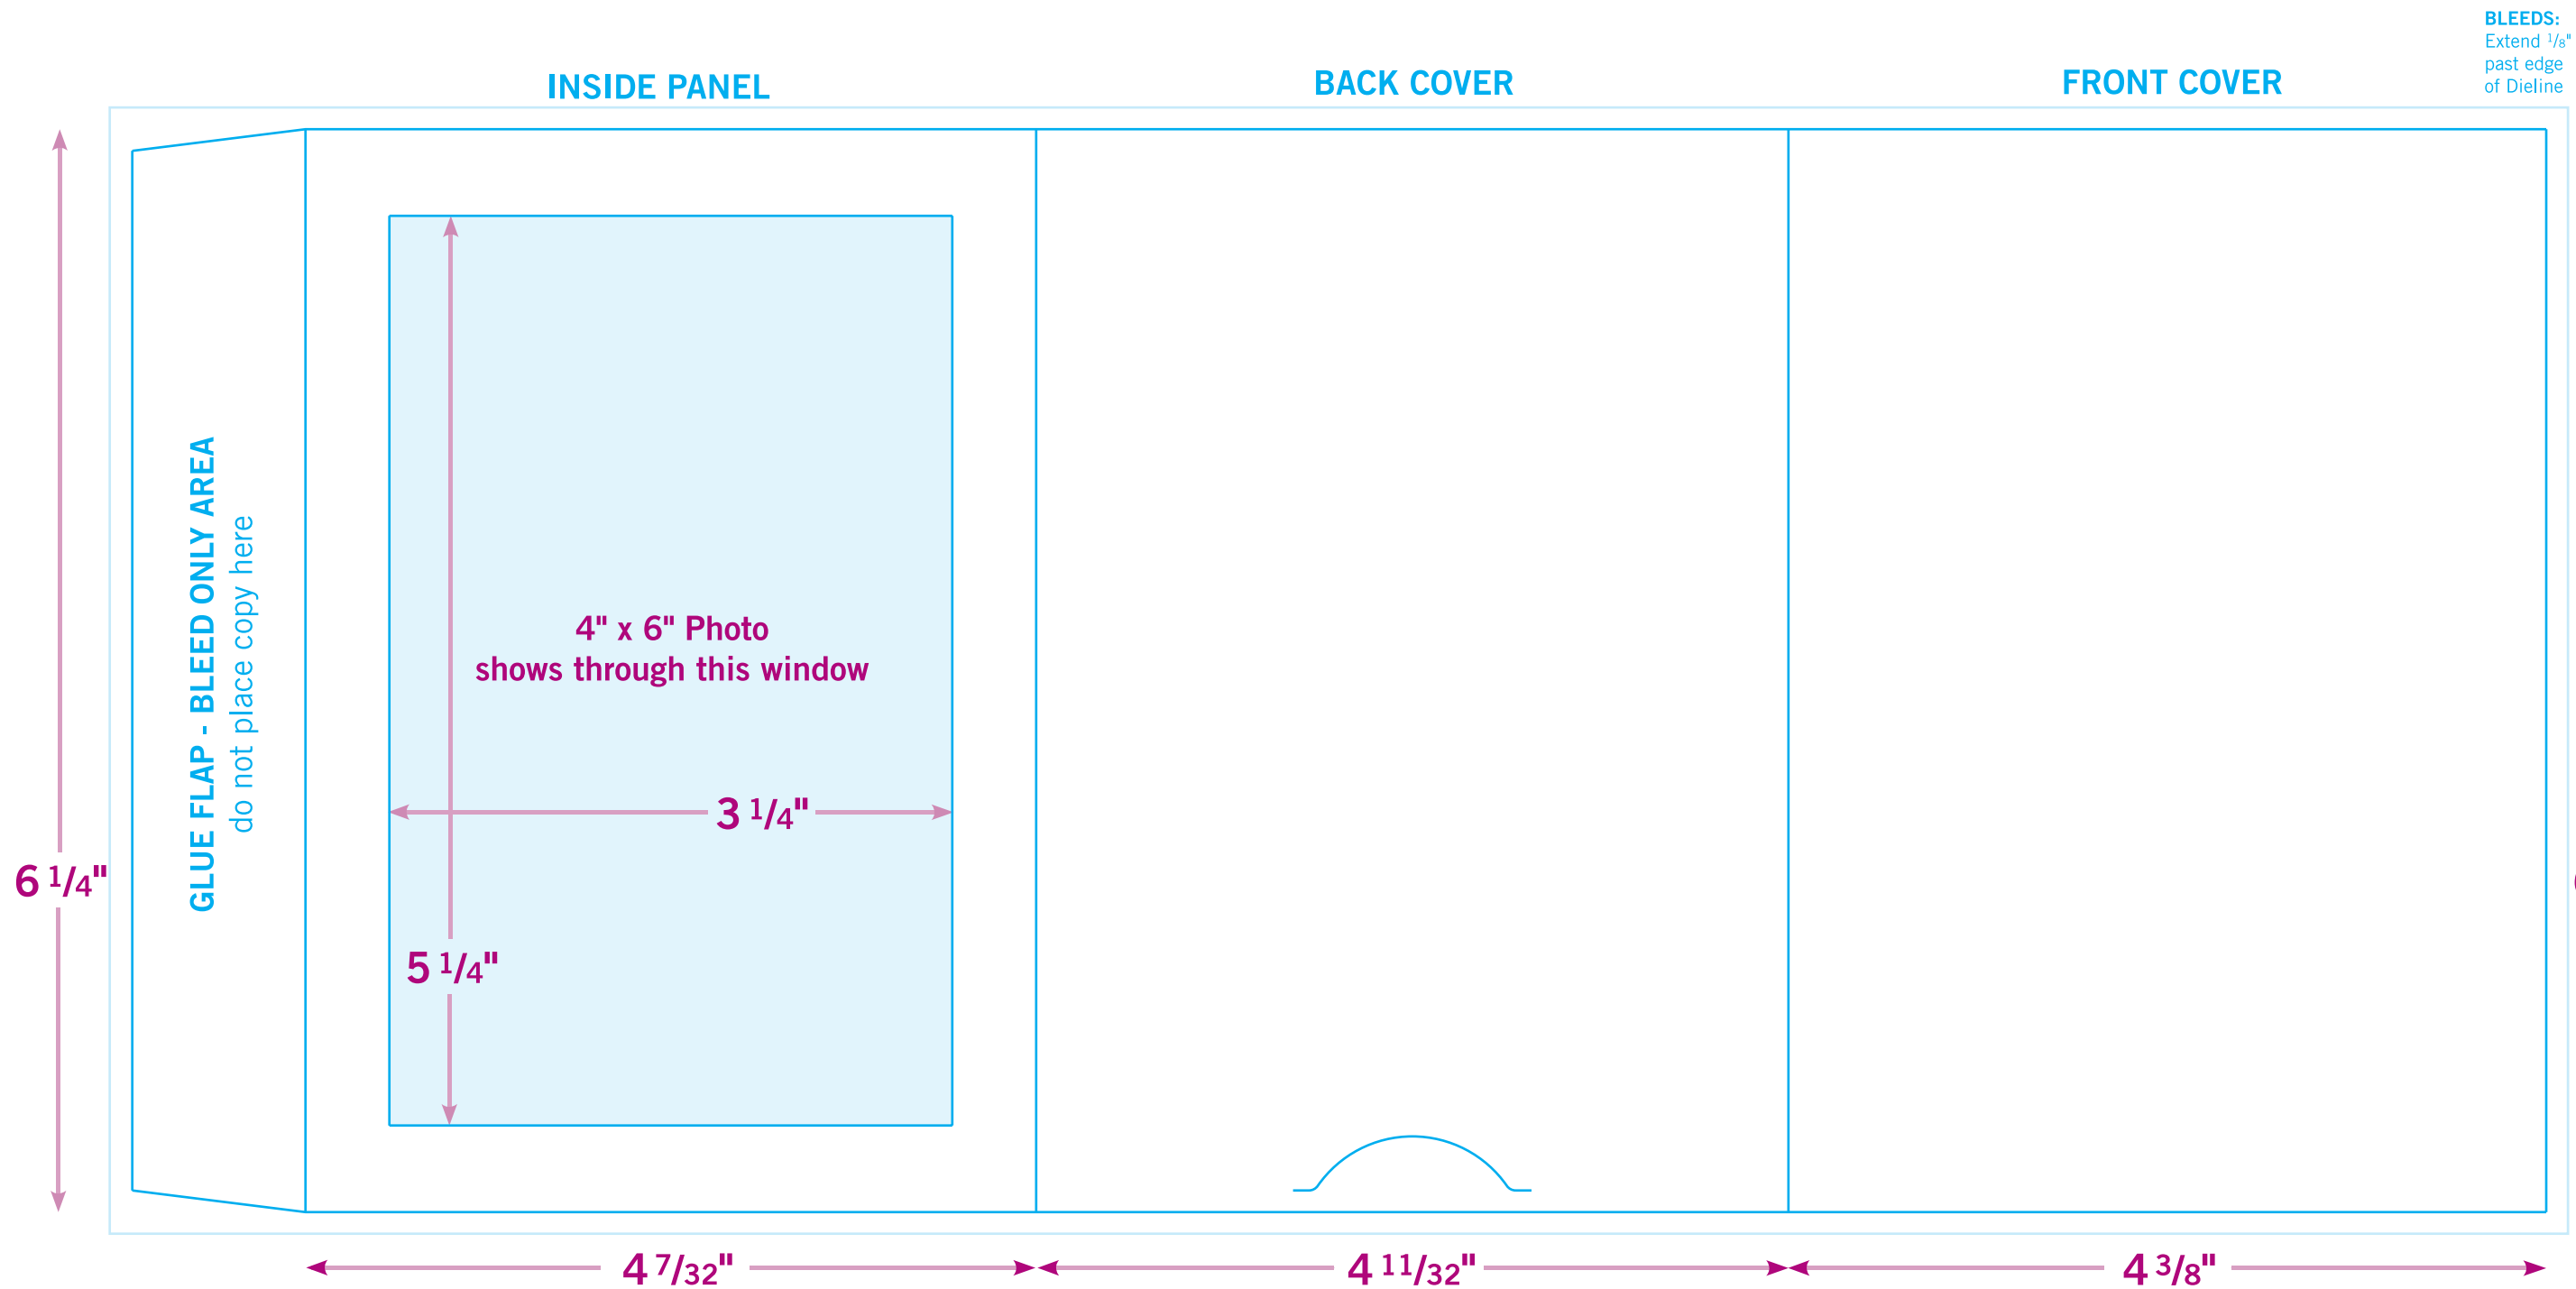 BLEEDS:
Extend 1/8"
past edge
of Dieline
INSIDE PANEL
BACK COVER
FRONT COVER
GLUE FLAP - BLEED ONLY AREA
do not place copy here
4" x 6" Photo
shows through this window
3 1/4"
6 1/4"
5 1/4"
4 7/32"
4 11/32"
4 3/8"